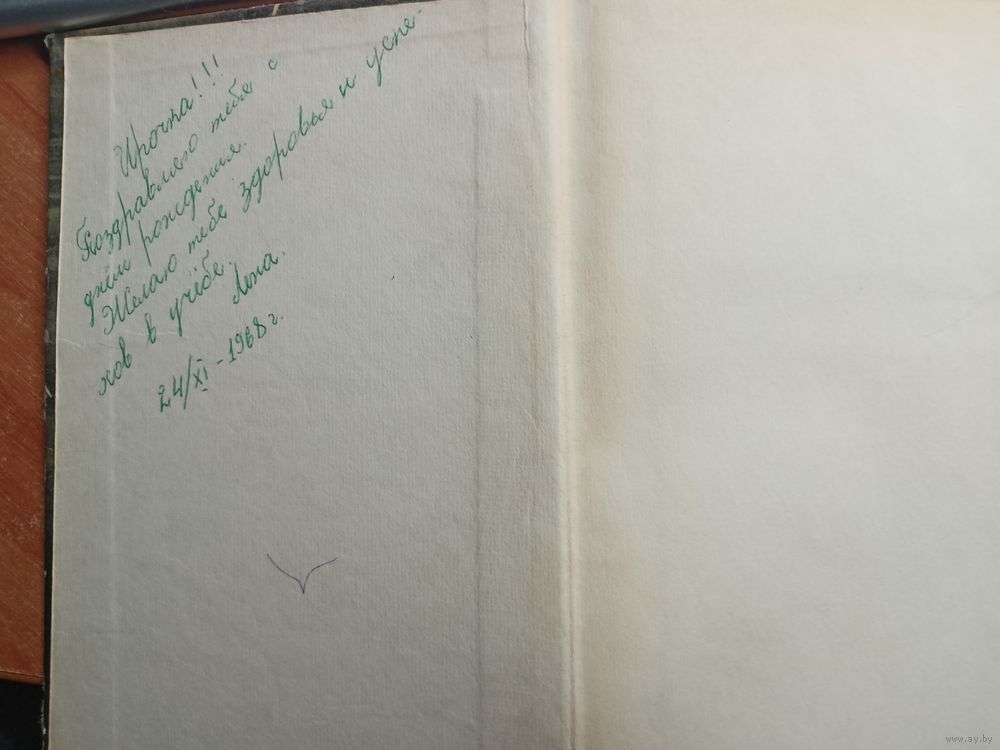 Ирочка!!!
Поздравляю тебя с
днём рождения.
Желаю тебе здоровья и успе-
хов в учёбе.
Лена.
24/XI-1968 г.
www.ay.by